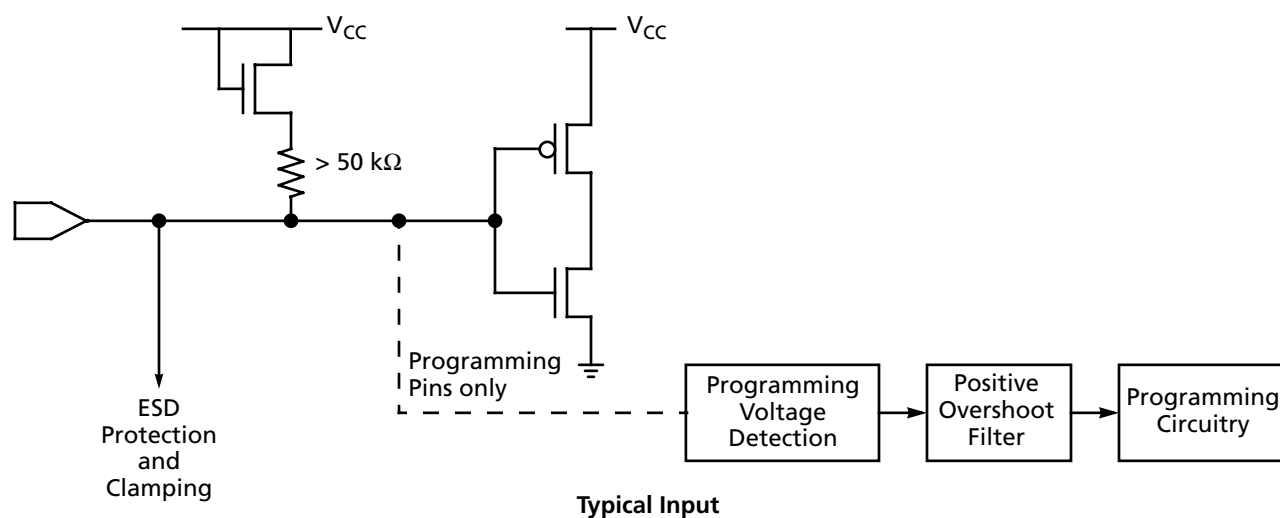 VCC
VCC
> 50 kΩ
Programming
Pins only
ESD
Protection
and
Clamping
Programming
Voltage
Detection
Positive
Overshoot
Filter
Programming
Circuitry
Typical Input